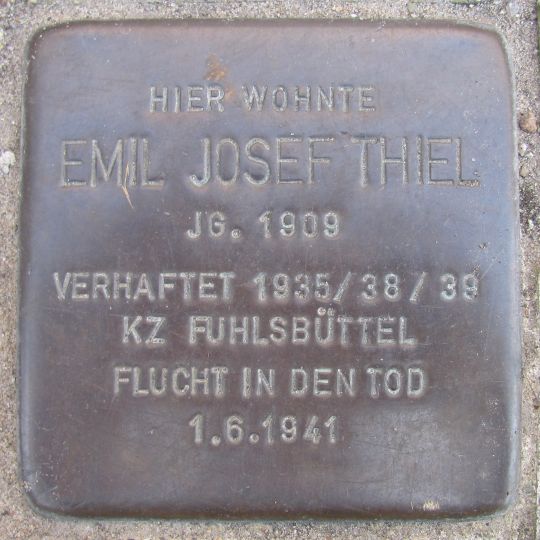 HIER WOHNTE
EMIL JOSEF THIEL
JG. 1909
VERHAFTET 1935/38/39
KZ FUHLSBÜTTEL
FLUCHT IN DEN TOD
1.6.1941